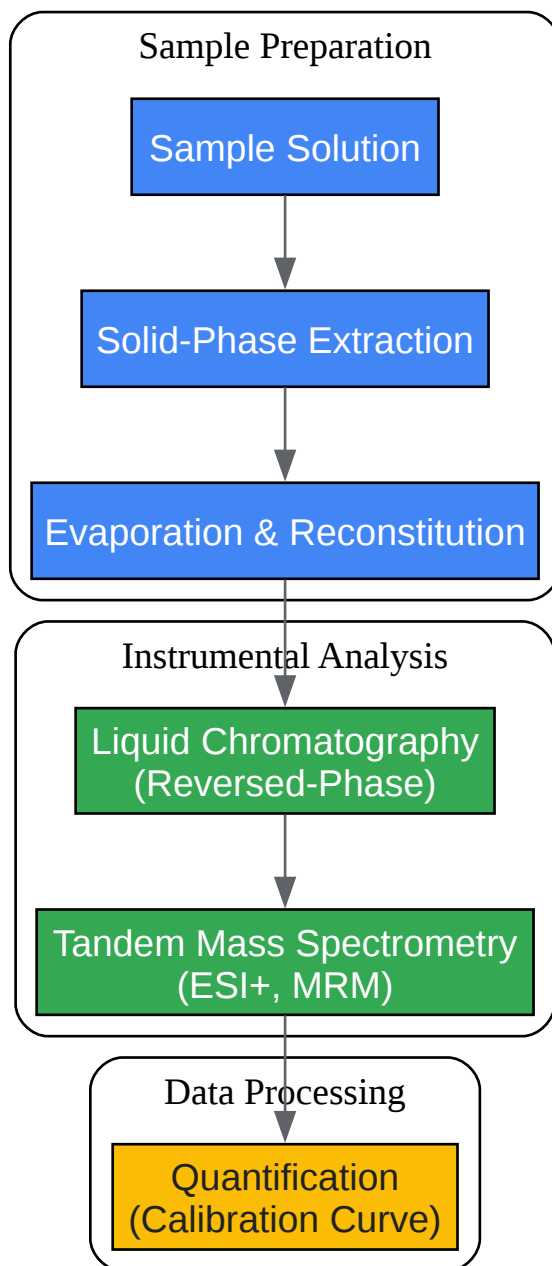 Sample Preparation
Sample Solution
Solid-Phase Extraction
Evaporation & Reconstitution
Instrumental Analysis
Liquid Chromatography
(Reversed-Phase)
Tandem Mass Spectrometry
(ESI+, MRM)
Data Processing
Quantification
(Calibration Curve)